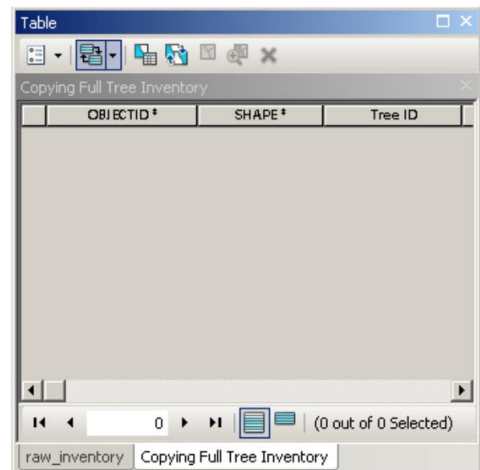 Table
Copying Full Tree Inventory
OBJECTID * SHAPE * Tree ID
0 (0 out of 0 Selected)
raw_inventory Copying Full Tree Inventory